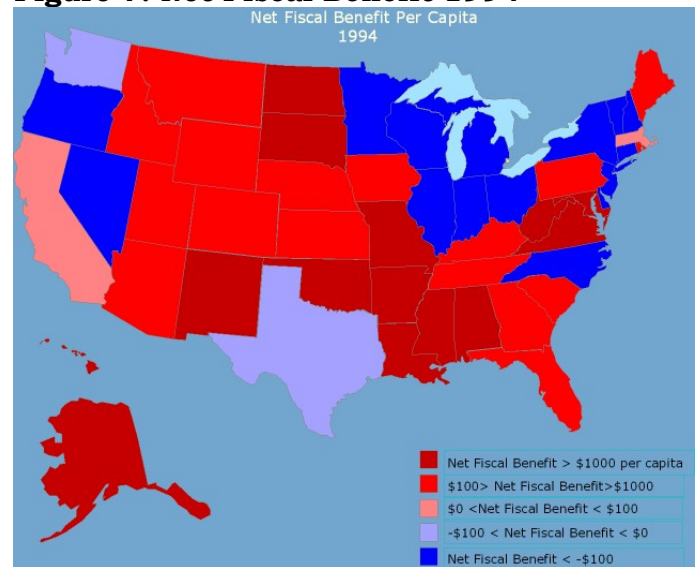 Net Fiscal Benefit Per Capita
1994
Net Fiscal Benefit > $1000 per capita
$100> Net Fiscal Benefit>$1000
$0 <Net Fiscal Benefit < $100
-$100 < Net Fiscal Benefit < $0
Net Fiscal Benefit < -$100